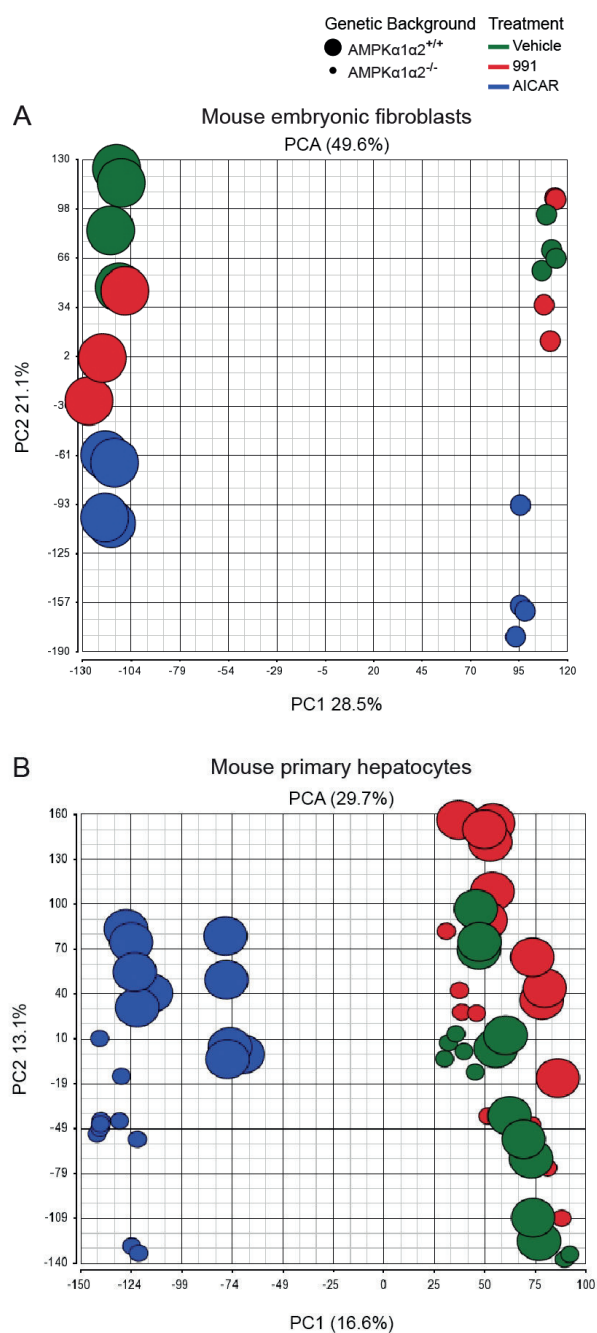 Genetic Background Treatment
AMPKα1α2+/+ Vehicle
AMPKα1α2-/- 991
AICAR
A Mouse embryonic fibroblasts
PCA (49.6%)
130
98
66
34
2
-3
-61
-93
-125
-157
-190
PC2 21.1%
-130 -104 -79 -54 -29 -5 20 45 70 95 120
PC1 28.5%
B Mouse primary hepatocytes
PCA (29.7%)
160
130
100
70
40
10
-19
-49
-79
-109
-140
PC2 13.1%
-150 -124 -99 -74 -49 -24 0 25 50 75 100
PC1 (16.6%)